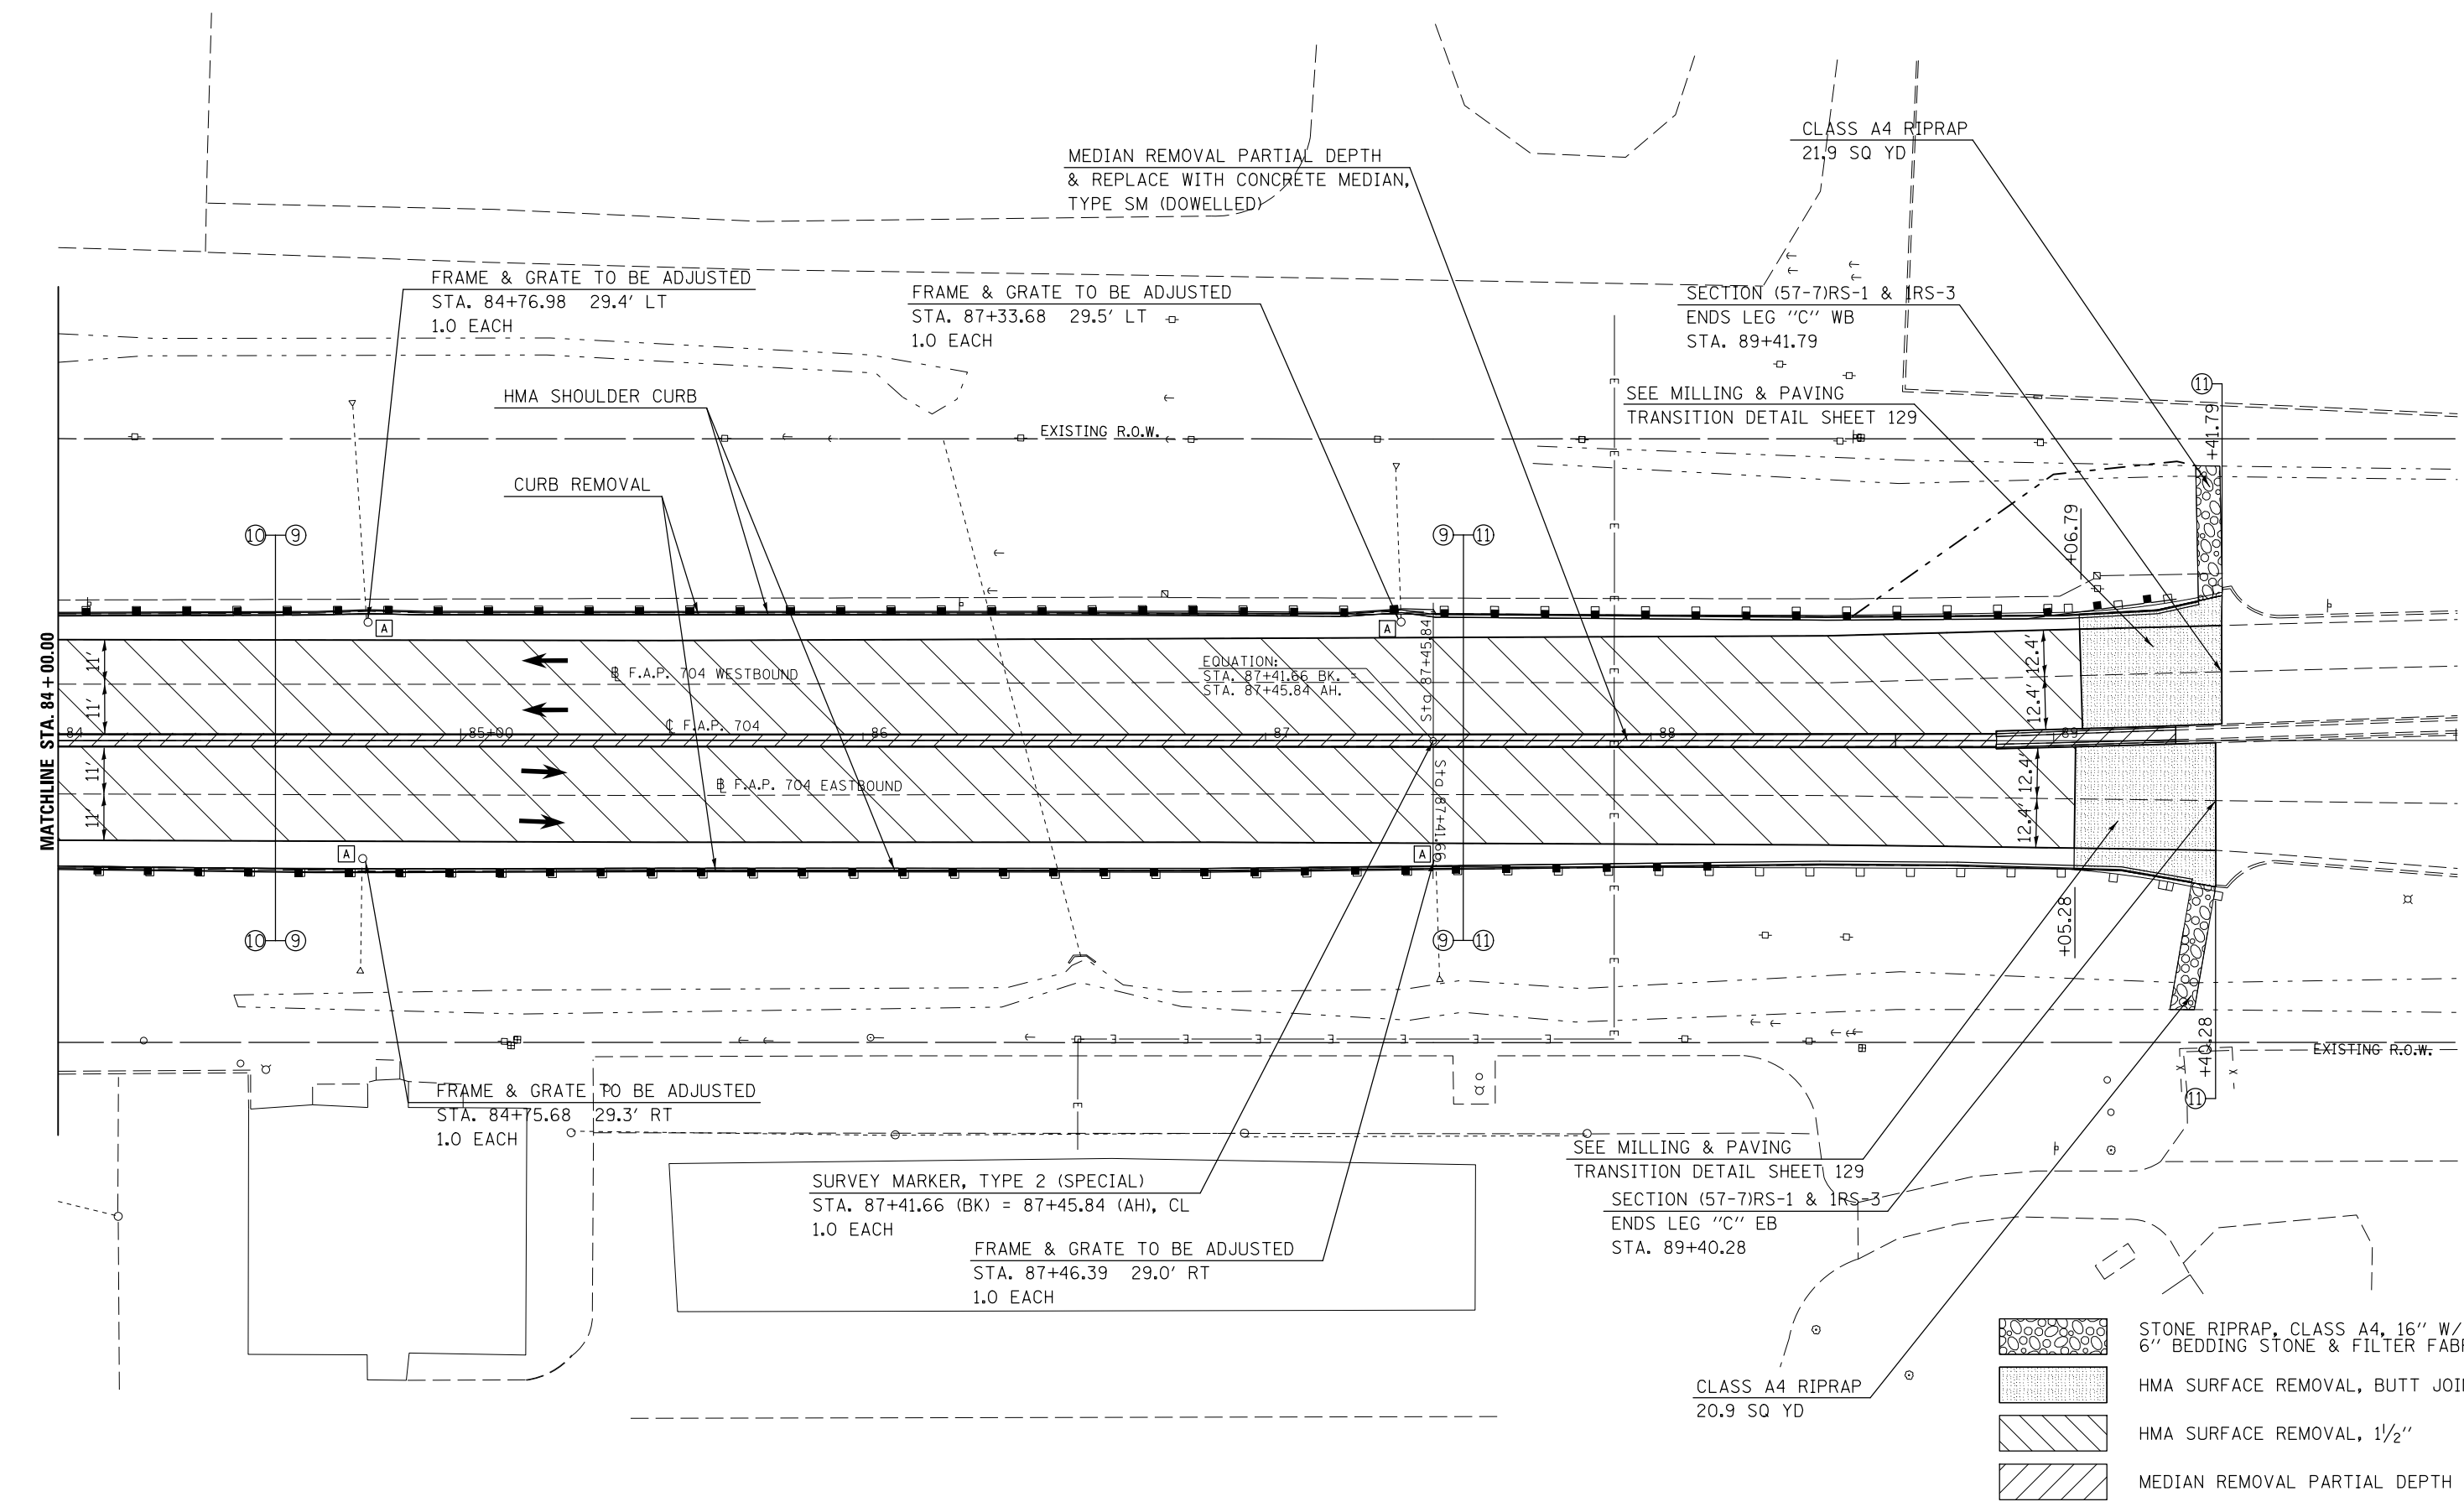 CLASS A4 RIPRAP
21.9 SQ YD
MEDIAN REMOVAL PARTIAL DEPTH
& REPLACE WITH CONCRETE MEDIAN,
TYPE SM (DOWELLED)
FRAME & GRATE TO BE ADJUSTED
STA. 84+76.98 29.4' LT
1.0 EACH
FRAME & GRATE TO BE ADJUSTED
STA. 87+33.68 29.5' LT
1.0 EACH
SECTION (57-7)RS-1 & 1RS-3
ENDS LEG "C" WB
STA. 89+41.79
HMA SHOULDER CURB
SEE MILLING & PAVING
TRANSITION DETAIL SHEET 129
11
+41.79
EXISTING R.O.W.
CURB REMOVAL
10 9
9 11
+06.79
A
A
MATCHLINE STA. 84+00.00
11'
11'
11'
11'
℄ F.A.P. 704 WESTBOUND
EQUATION:
STA. 87+41.66 BK. =
STA. 87+45.84 AH.
Sta 87+45.84
12.4'
12.4'
84
85+00
℄ F.A.P. 704
86
87
88
89
℄ F.A.P. 704 EASTBOUND
Sta 87+41.66
12.4'
12.4'
A
A
10 9
9 11
+05.28
+40.28
11
EXISTING R.O.W.
FRAME & GRATE TO BE ADJUSTED
STA. 84+75.68 29.3' RT
1.0 EACH
SEE MILLING & PAVING
TRANSITION DETAIL SHEET 129
SURVEY MARKER, TYPE 2 (SPECIAL)
STA. 87+41.66 (BK) = 87+45.84 (AH), CL
1.0 EACH
SECTION (57-7)RS-1 & 1RS-3
ENDS LEG "C" EB
STA. 89+40.28
FRAME & GRATE TO BE ADJUSTED
STA. 87+46.39 29.0' RT
1.0 EACH
CLASS A4 RIPRAP
20.9 SQ YD
STONE RIPRAP, CLASS A4, 16" W/
6" BEDDING STONE & FILTER
HMA SURFACE REMOVAL, BUTT
HMA SURFACE REMOVAL, 1 1/2"
MEDIAN REMOVAL PARTIAL DEPTH